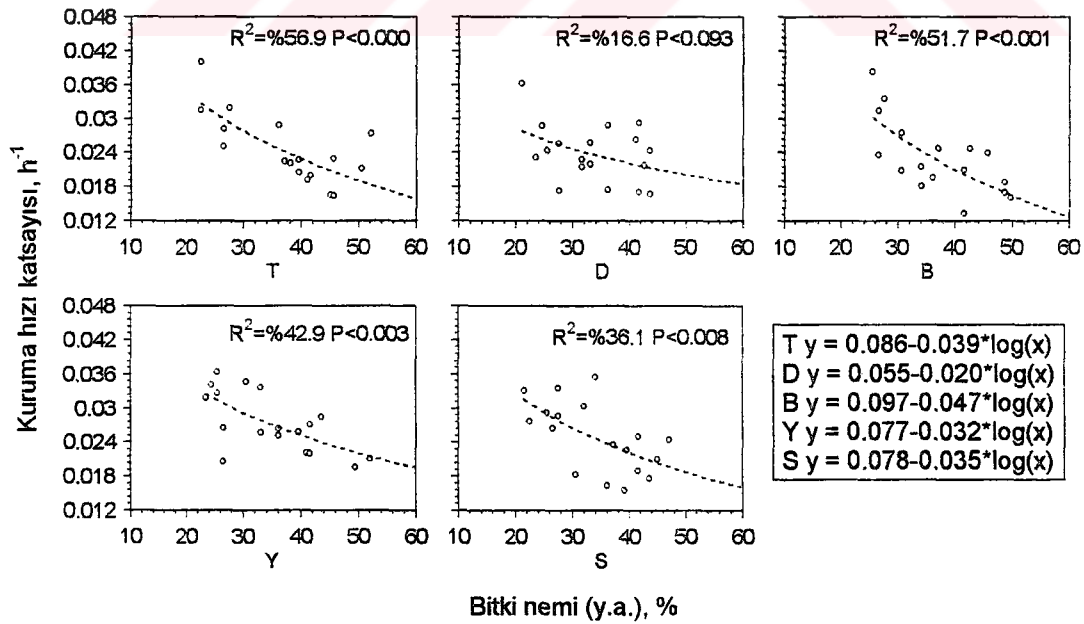 R²=%56.9 P<0.000
R²=%16.6 P<0.093
R²=%51.7 P<0.001
0.048
0.042
0.036
0.03
0.024
0.018
0.012
10 20 30 40 50 60
10 20 30 40 50 60
10 20 30 40 50 60
T
D
B
Kuruma hızı katsayısı, h⁻¹
R²=%42.9 P<0.003
R²=%36.1 P<0.008
0.048
0.042
0.036
0.03
0.024
0.018
0.012
10 20 30 40 50 60
10 20 30 40 50 60
Y
S
T y = 0.086-0.039*log(x)
D y = 0.055-0.020*log(x)
B y = 0.097-0.047*log(x)
Y y = 0.077-0.032*log(x)
S y = 0.078-0.035*log(x)
Bitki nemi (y.a.), %